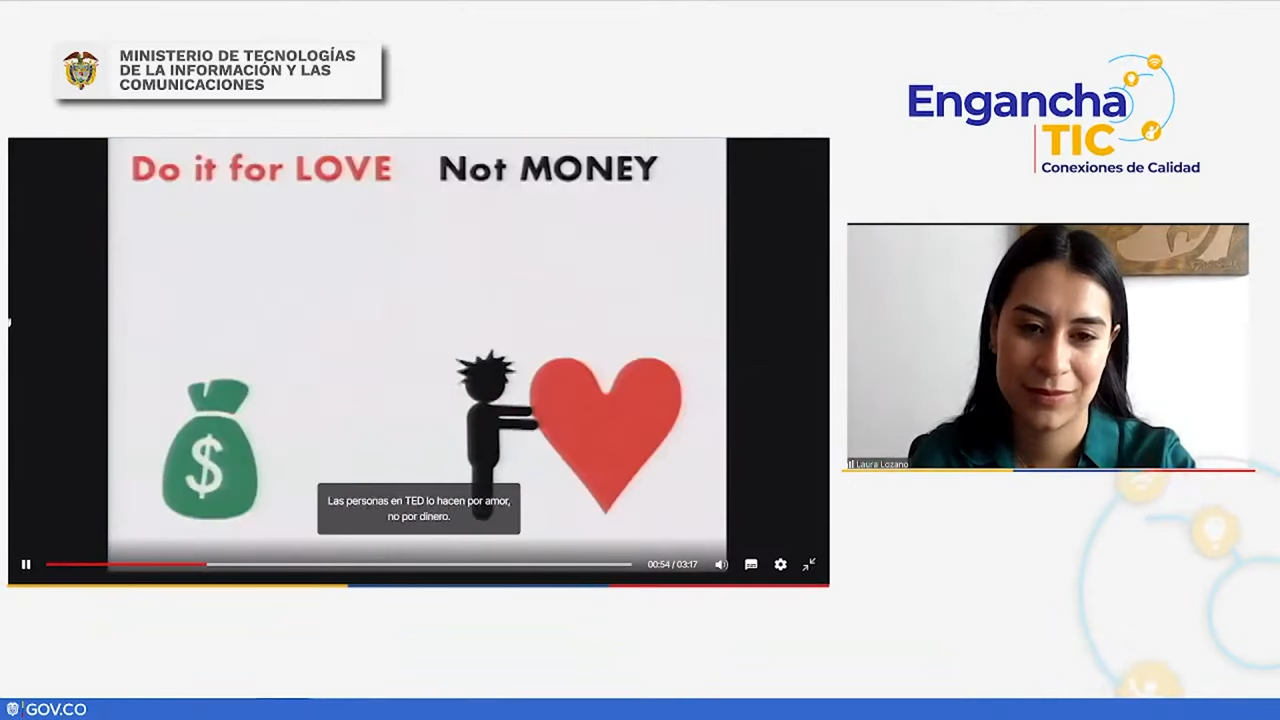 MINISTERIO DE TECNOLOGÍAS
DE LA INFORMACIÓN Y LAS
COMUNICACIONES
Engancha
TIC
Conexiones de Calidad
Do it for LOVE Not MONEY
$
Las personas en TED lo hacen por amor,
no por dinero.
00:54 / 03:17
Laura Lozano
GOV.CO